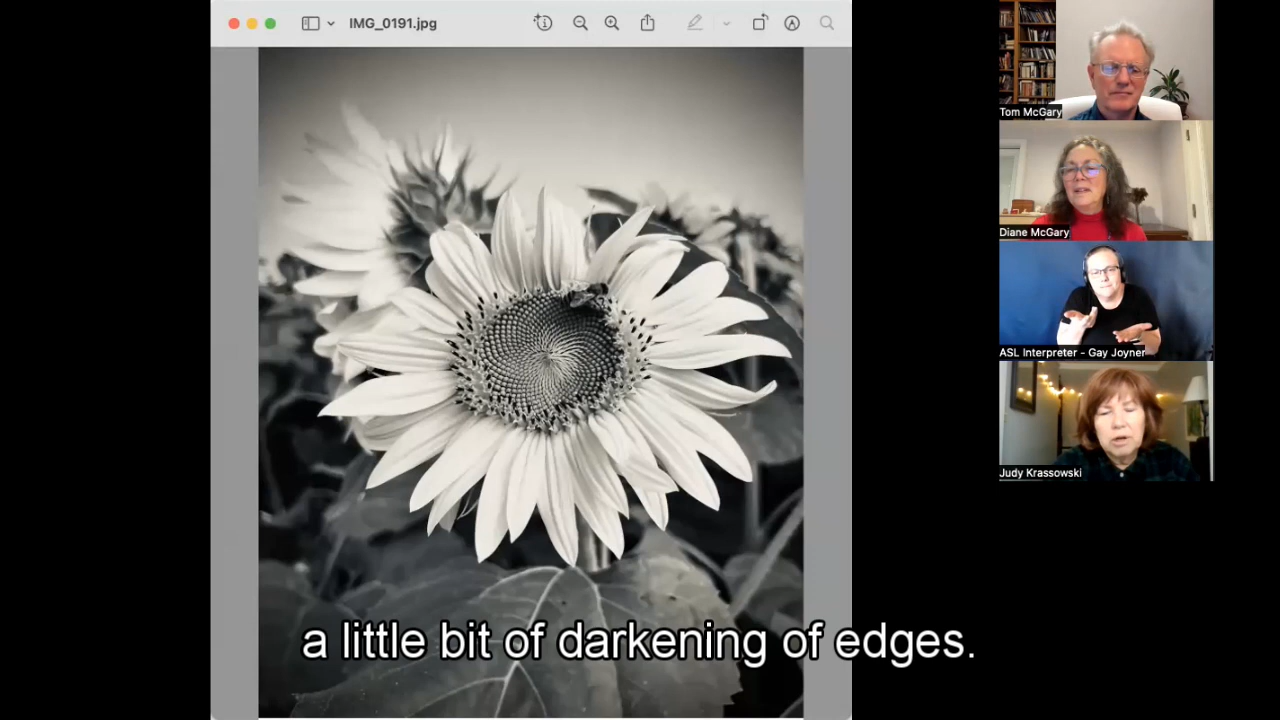 IMG_0191.jpg
Tom McGary
Diane McGary
ASL Interpreter - Gay Joyner
Judy Krassowski
a little bit of darkening of edges.